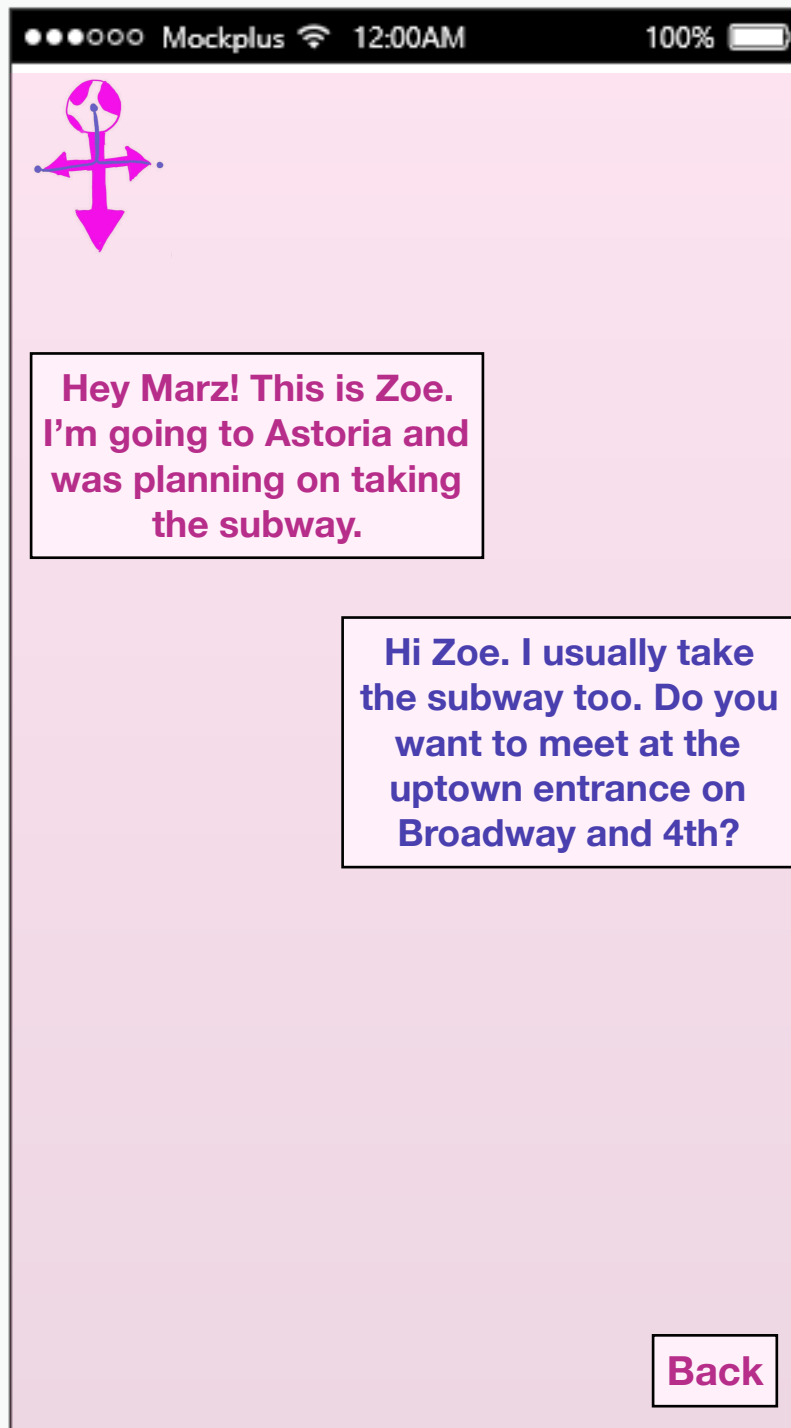 Mockplus 12:00AM 100%
Hey Marz! This is Zoe.
I’m going to Astoria and
was planning on taking
the subway.
Hi Zoe. I usually take
the subway too. Do you
want to meet at the
uptown entrance on
Broadway and 4th?
Back